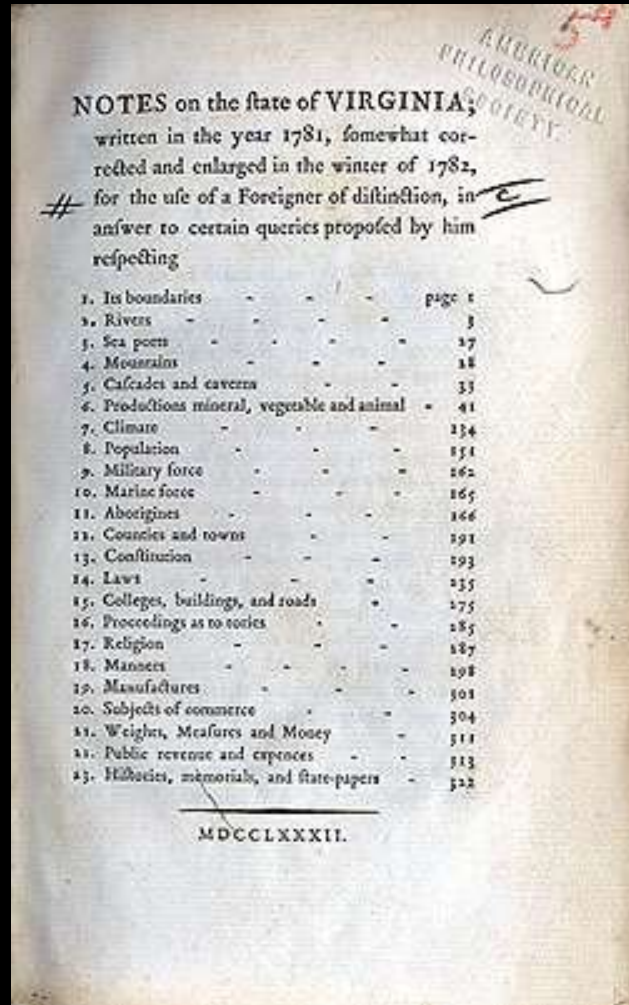 AMERICAN
PHILOSOPHICAL
SOCIETY.
NOTES on the ſtate of VIRGINIA;
written in the year 1781, ſomewhat cor-
rected and enlarged in the winter of 1782,
for the uſe of a Foreigner of diſtinction, in
anſwer to certain queries propoſed by him
reſpecting
1. Its boundaries - - - page 1
2. Rivers - - - - 3
3. Sea ports - - - - 27
4. Mountains - - - 28
5. Caſcades and caverns - - 33
6. Productions mineral, vegetable and animal - 41
7. Climate - - - 134
8. Population - - - 151
9. Military force - - - 162
10. Marine force - - - 165
11. Aborigines - - - 166
12. Counties and towns - - 191
13. Conſtitution - - - 193
14. Laws - - - 235
15. Colleges, buildings, and roads - 275
16. Proceedings as to tories - - 285
17. Religion - - - 287
18. Manners - - - - 298
19. Manufactures - - - 301
20. Subjects of commerce - - 304
21. Weights, Meaſures and Money - 311
22. Public revenue and expences - - 313
23. Hiſtories, memorials, and ſtate-papers - 322
MDCCLXXXII.